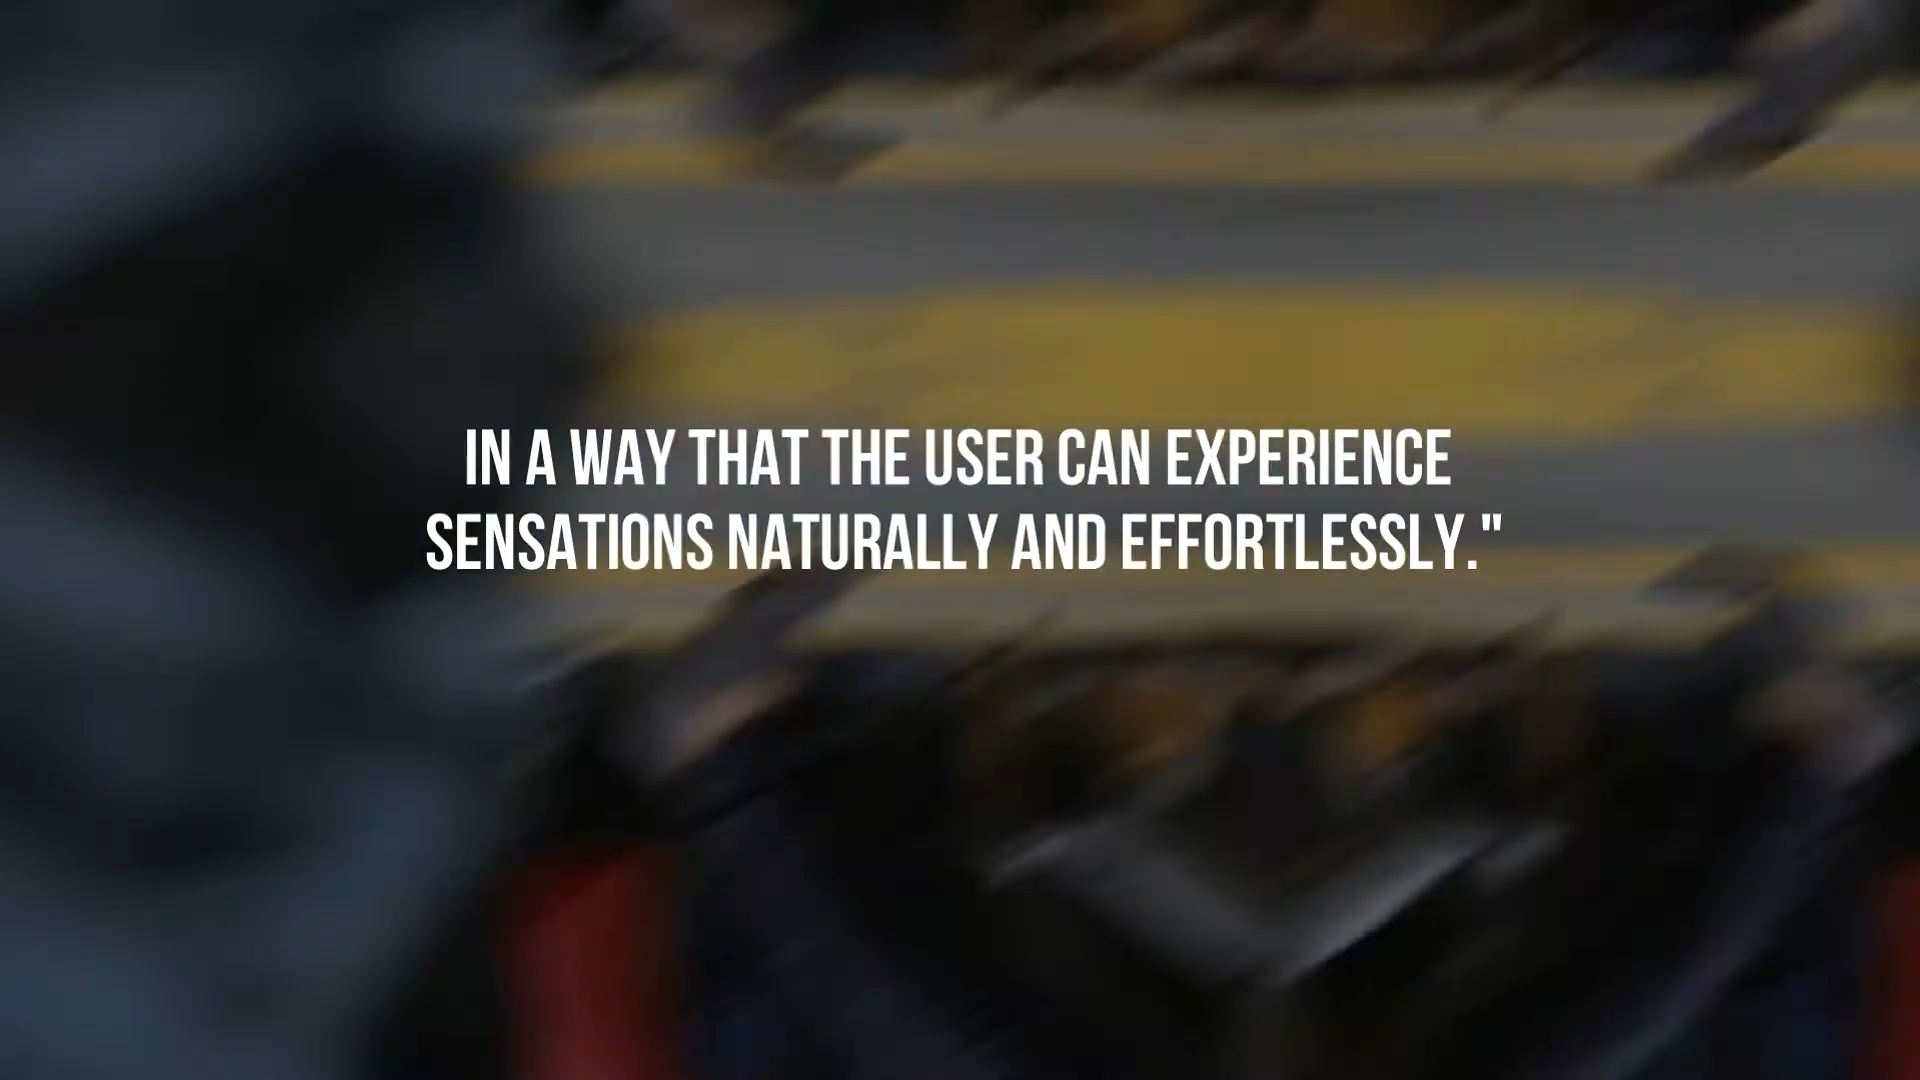 IN A WAY THAT THE USER CAN EXPERIENCE
SENSATIONS NATURALLY AND EFFORTLESSLY."